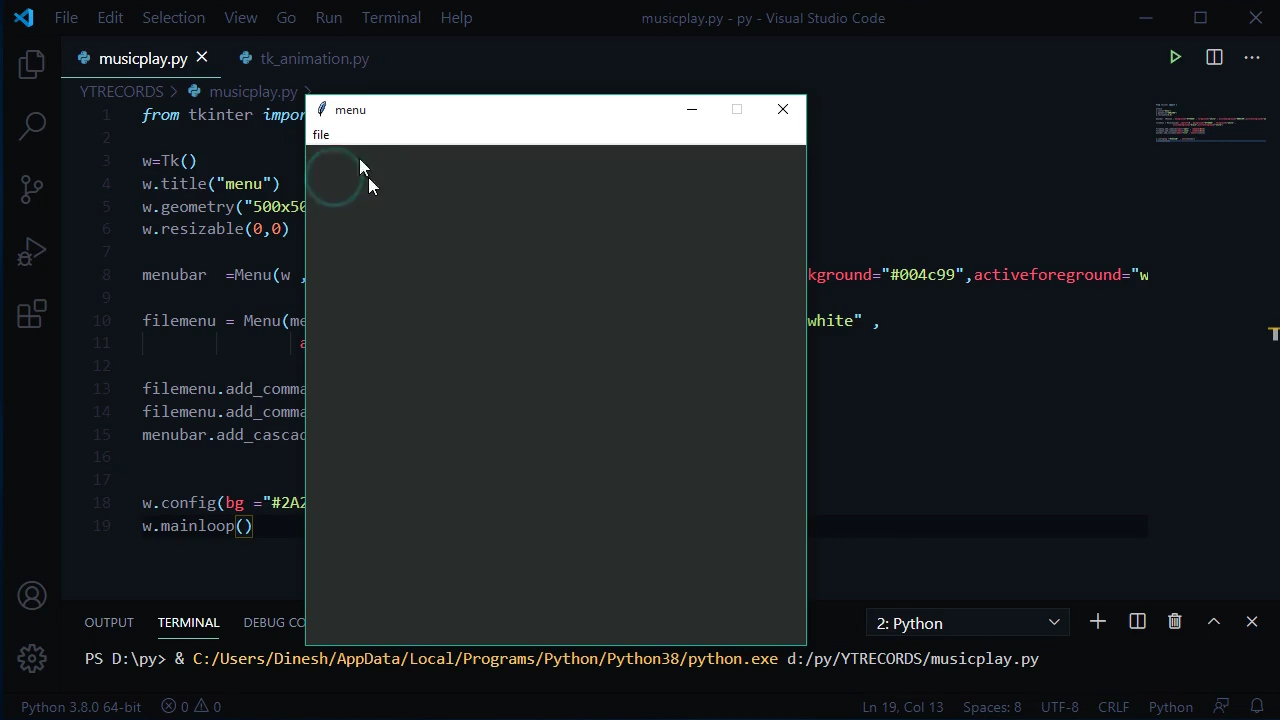 File Edit Selection View Go Run Terminal Help musicplay.py - py - Visual Studio Code
musicplay.py tk_animation.py
YTRECORDS > musicplay.py >
menu
file
1 from tkinter impor
2
3 w=Tk()
4 w.title("menu")
5 w.geometry("500x50
6 w.resizable(0,0)
7
8 menubar =Menu(w , kground="#004c99",activeforeground="w
9
10 filemenu = Menu(me white" ,
11 a
12
13 filemenu.add_comma
14 filemenu.add_comma
15 menubar.add_cascad
16
17
18 w.config(bg ="#2A2
19 w.mainloop()
OUTPUT TERMINAL DEBUG CO 2: Python
PS D:\py> & C:/Users/Dinesh/AppData/Local/Programs/Python/Python38/python.exe d:/py/YTRECORDS/musicplay.py
Python 3.8.0 64-bit 0 0 Ln 19, Col 13 Spaces: 8 UTF-8 CRLF Python